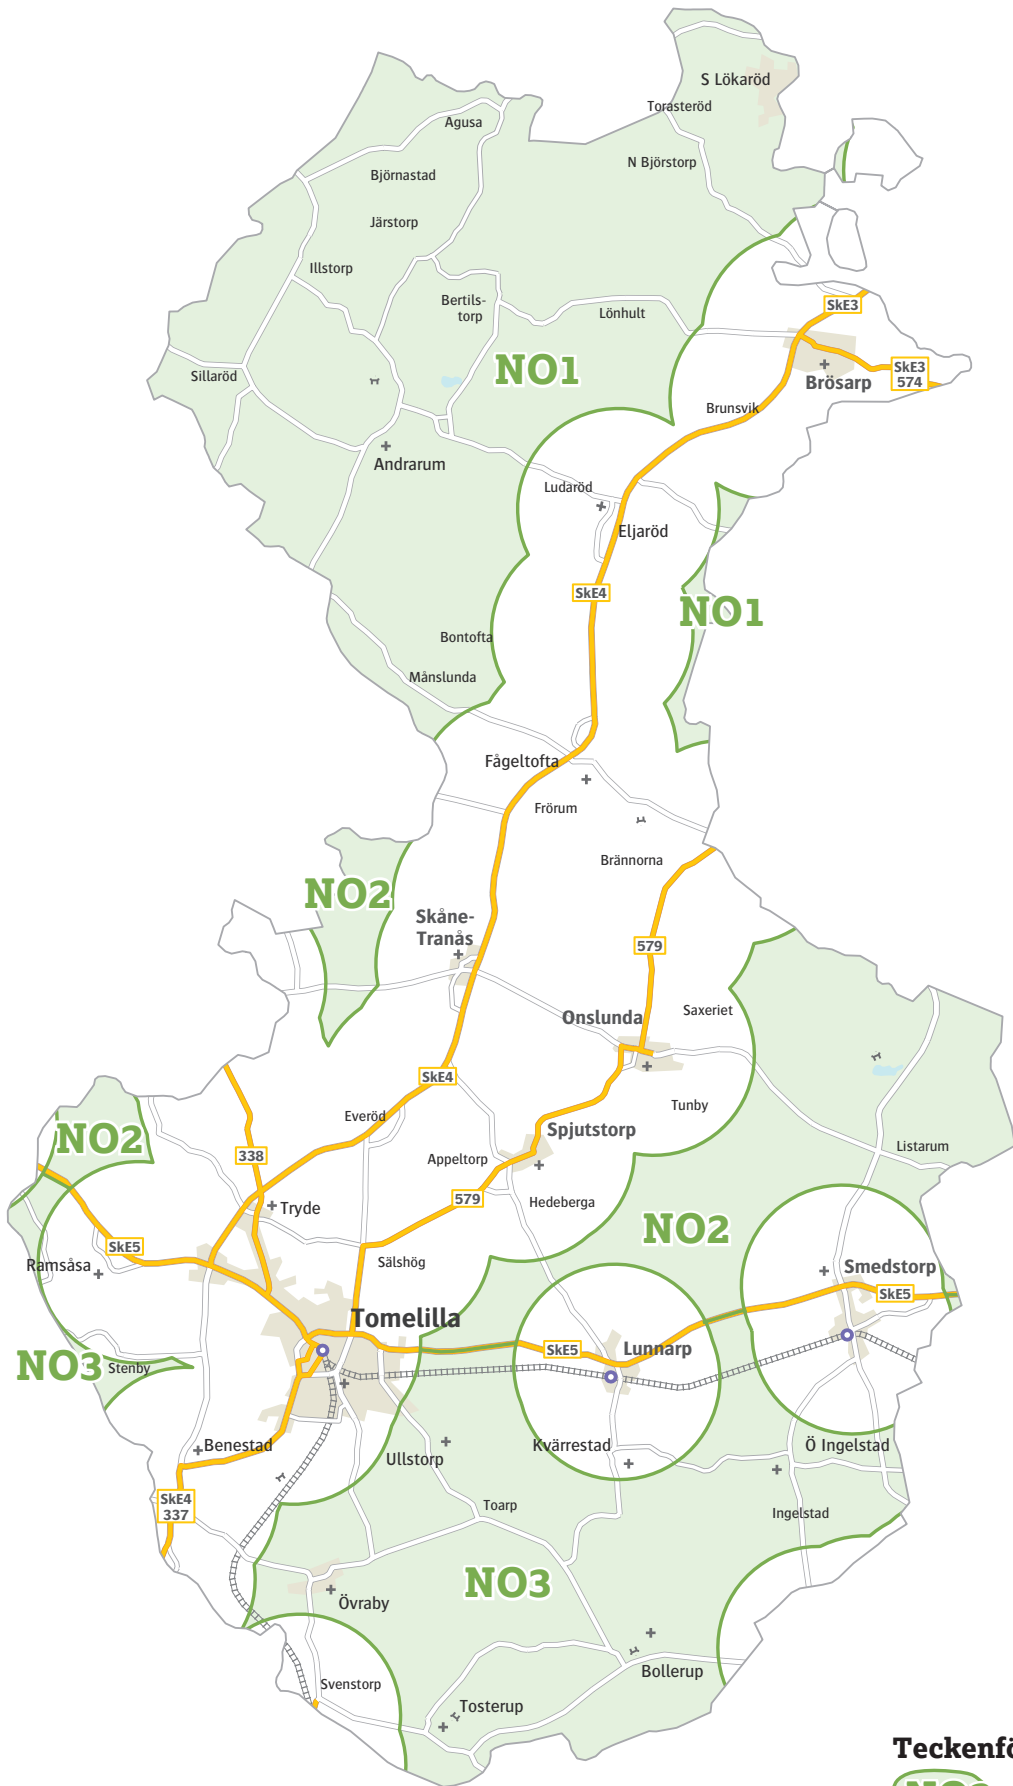 S Lökaröd
Torasteröd
Agusa
N Björstorp
Björnastad
Järstorp
Illstorp
Bertils-
torp
Lönhult
SkE3
NO1
SkE3
574
Sillaröd
Brösarp
Brunsvik
Andrarum
Ludaröd
Eljaröd
SkE4
NO1
Bontofta
Månslunda
Fågeltofta
Frörum
Brännorna
NO2
Skåne-
Tranås
579
Saxeriet
Onslunda
SkE4
Tunby
Everöd
Spjutstorp
NO2
338
Appeltorp
Listarum
579
Hedeberga
Tryde
NO2
SkE5
Sälshög
Ramsåsa
Smedstorp
SkE5
Tomelilla
Lunnarp
SkE5
NO3
Stenby
Benestad
Kvärrestad
Ö Ingelstad
Ullstorp
SkE4
337
Toarp
Ingelstad
NO3
Övraby
Bollerup
Svenstorp
Tosterup
Teckenfö